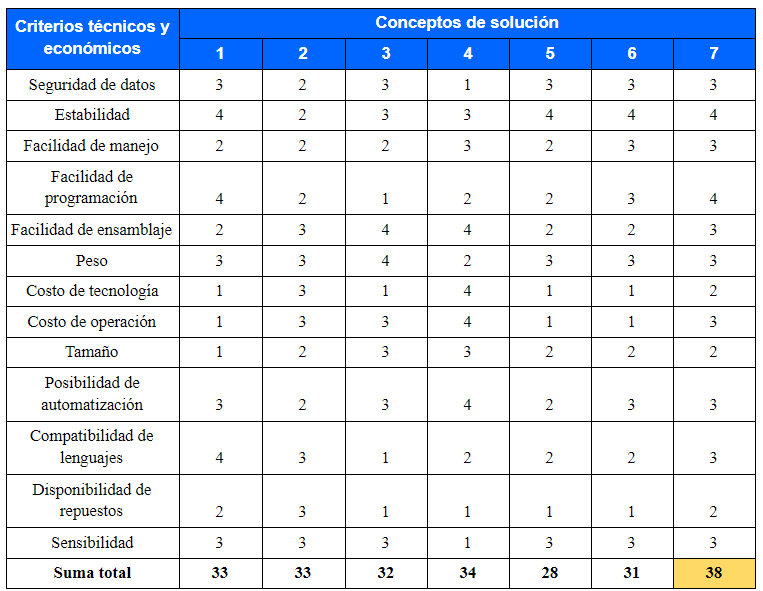 Criterios técnicos y económicos Conceptos de solución
1 2 3 4 5 6 7
Seguridad de datos 3 2 3 1 3 3 3
Estabilidad 4 2 3 3 4 4 4
Facilidad de manejo 2 2 2 3 2 3 3
Facilidad de programación 4 2 1 2 2 3 4
Facilidad de ensamblaje 2 3 4 4 2 2 3
Peso 3 3 4 2 3 3 3
Costo de tecnología 1 3 1 4 1 1 2
Costo de operación 1 3 3 4 1 1 3
Tamaño 1 2 3 3 2 2 2
Posibilidad de automatización 3 2 3 4 2 3 3
Compatibilidad de lenguajes 4 3 1 2 2 2 3
Disponibilidad de repuestos 2 3 1 1 1 1 2
Sensibilidad 3 3 3 1 3 3 3
Suma total 33 33 32 34 28 31 38